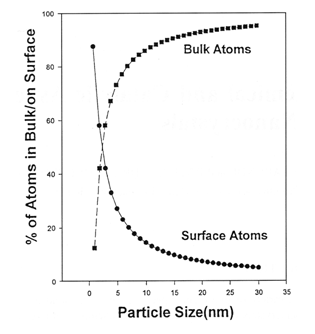 100
80
60
40
20
0
% of Atoms in Bulk/on Surface
Bulk Atoms
Surface Atoms
0 5 10 15 20 25 30 35
Particle Size(nm)